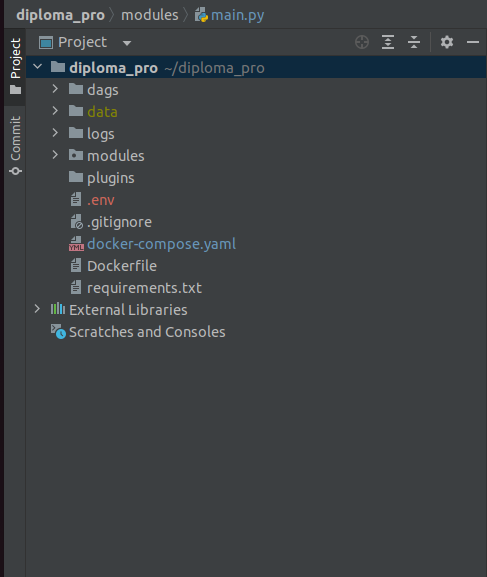 diploma_pro modules main.py
Project
Project
Commit
diploma_pro ~/diploma_pro
dags
data
logs
modules
plugins
.env
.gitignore
YML docker-compose.yaml
Dockerfile
requirements.txt
External Libraries
Scratches and Consoles